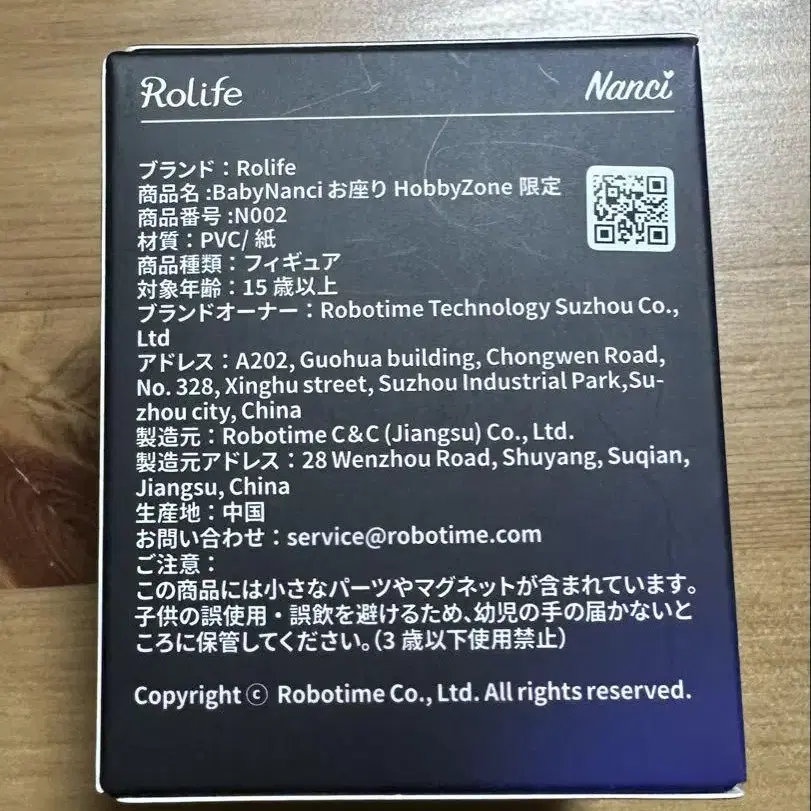 Rolife
Nanci
ブランド：Rolife
商品名 :BabyNanci お座り HobbyZone 限定
商品番号 :N002
材質：PVC/ 紙
商品種類：フィギュア
対象年齢：15 歳以上
ブランドオーナー：Robotime Technology Suzhou Co.,
Ltd
アドレス：A202, Guohua building, Chongwen Road,
No. 328, Xinghu street, Suzhou Industrial Park,Su-
zhou city, China
製造元：Robotime C&C (Jiangsu) Co., Ltd.
製造元アドレス：28 Wenzhou Road, Shuyang, Suqian,
Jiangsu, China
生産地：中国
お問い合わせ：service@robotime.com
ご注意：
この商品には小さなパーツやマグネットが含まれています。
子供の誤使用・誤飲を避けるため、幼児の手の届かないと
ころに保管してください。（3 歳以下使用禁止）
Copyright © Robotime Co., Ltd. All rights reserved.